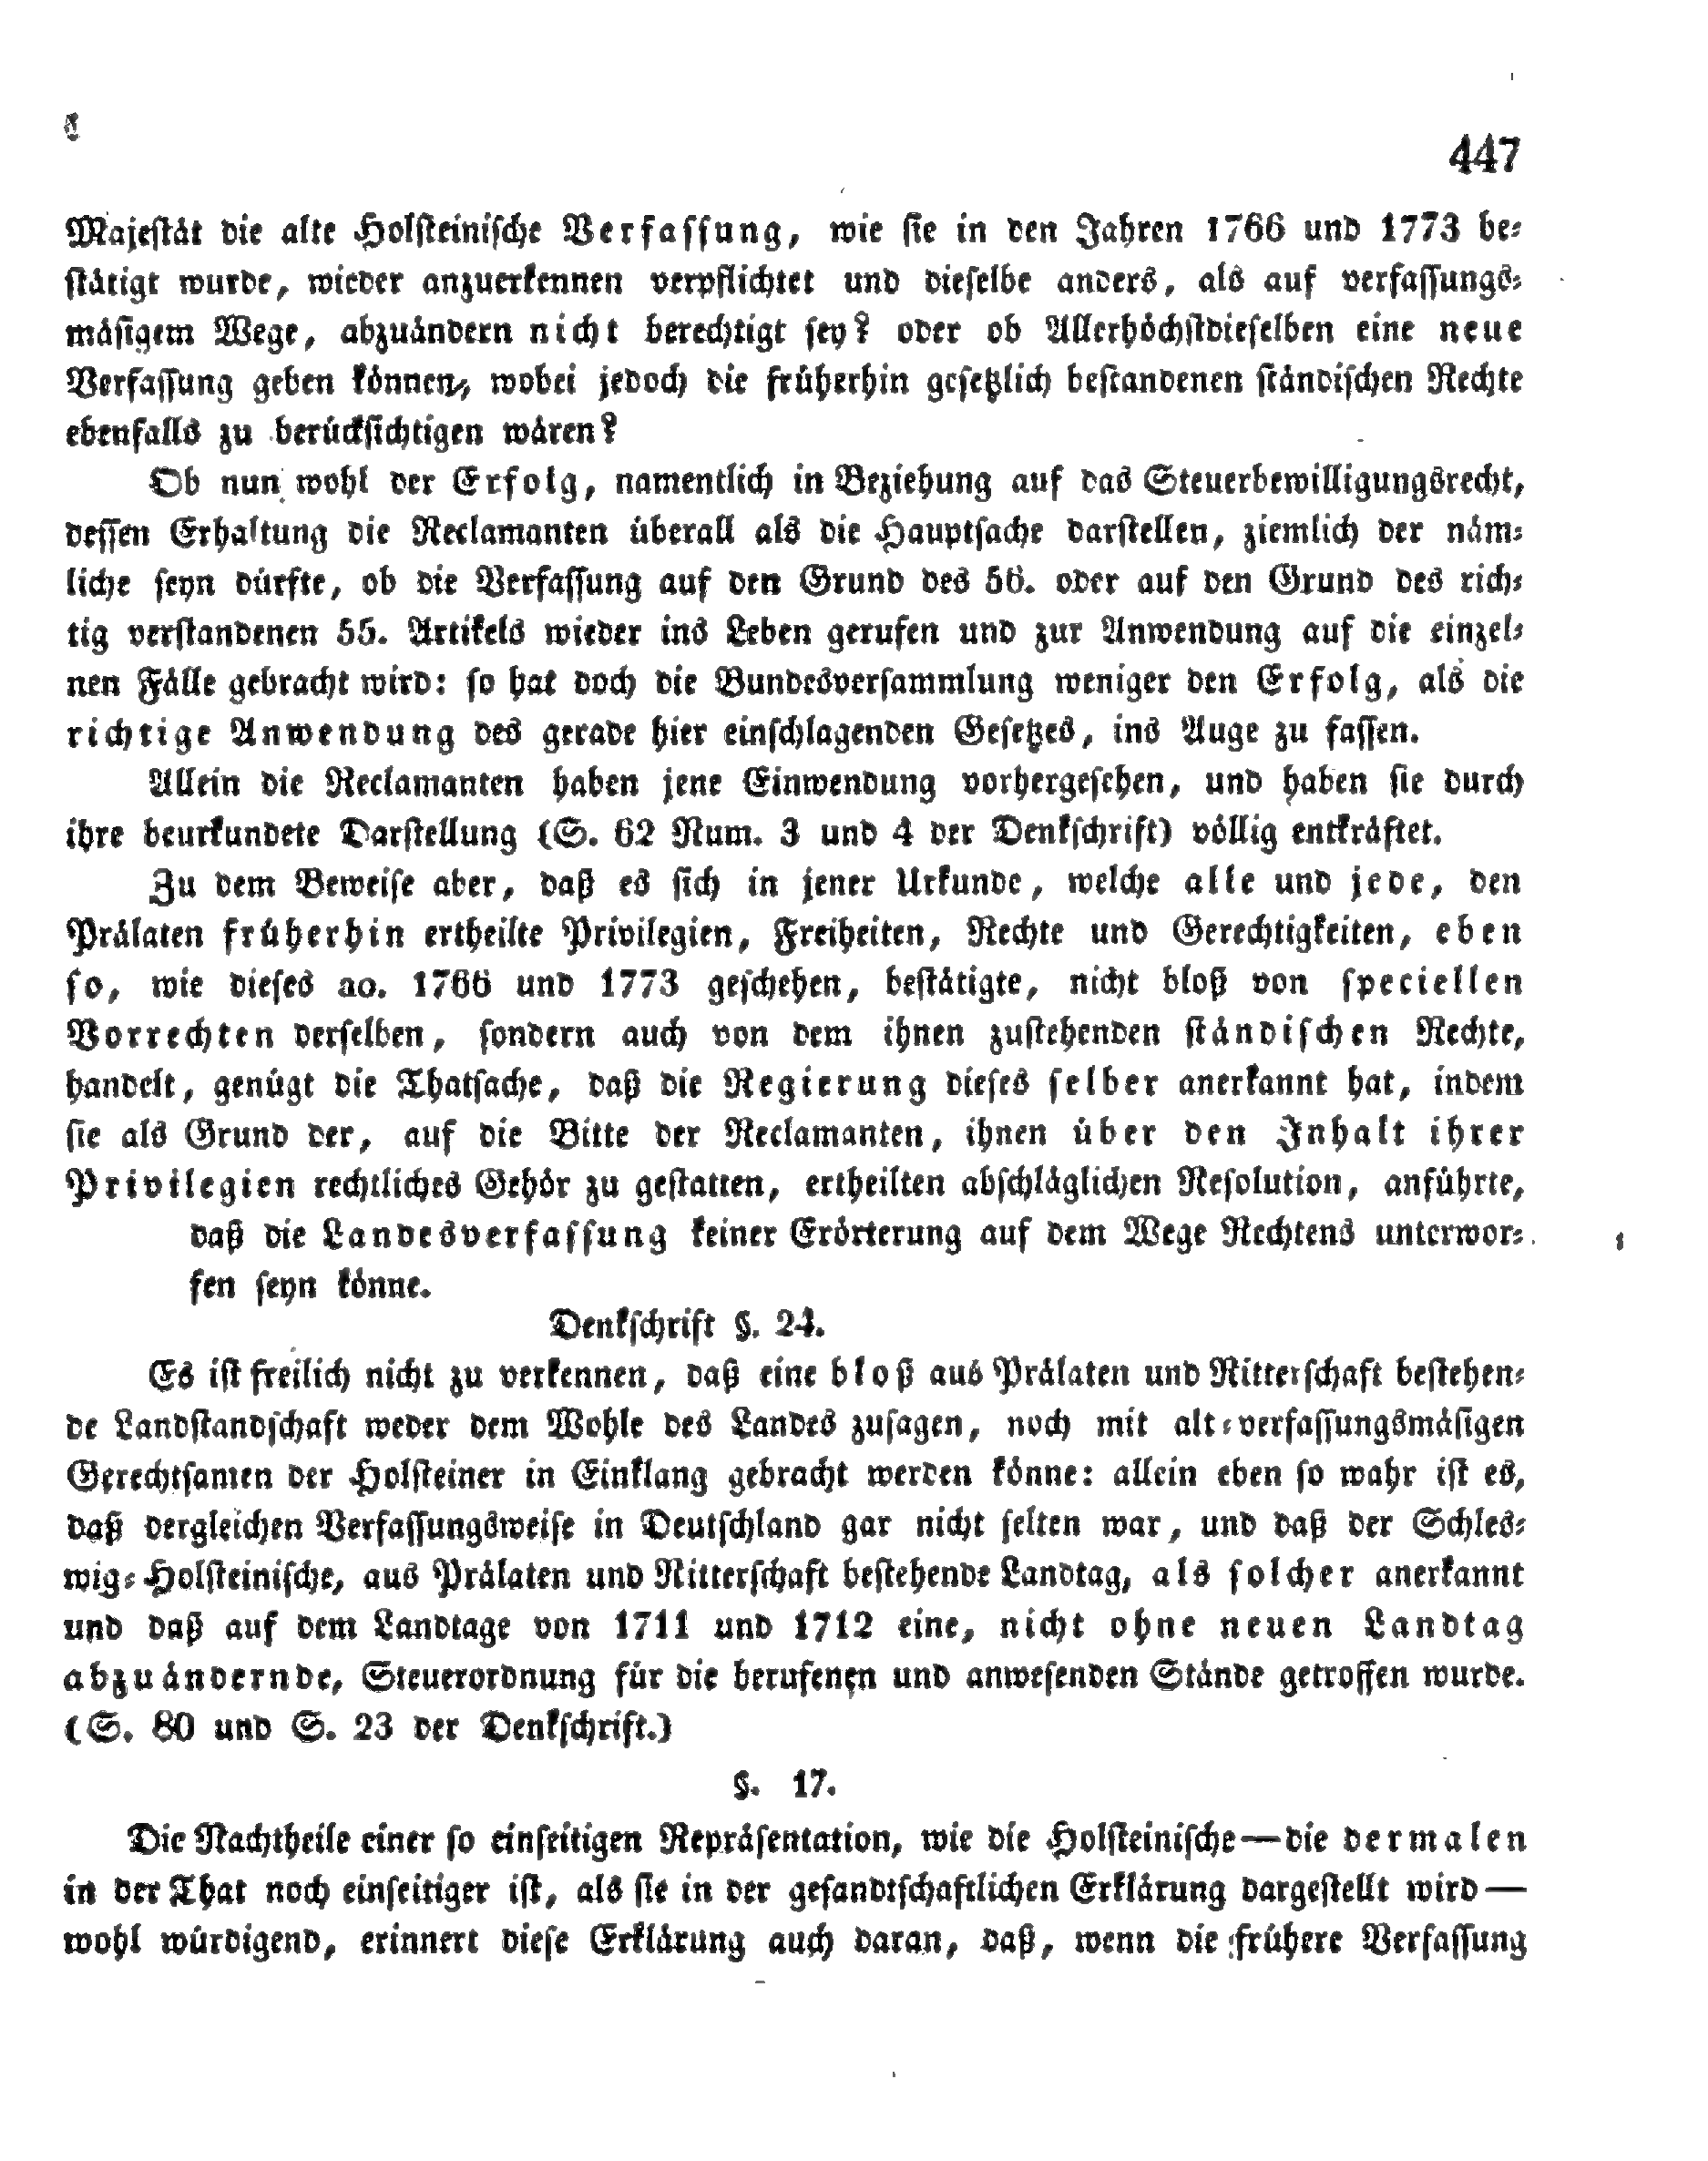 447
Majeſtät die alte Holſteiniſche Verfaſſung, wie ſie in den Jahren 1766 und 1773 be⸗
ſtätigt wurde, wieder anzuerkennen verpflichtet und dieſelbe anders, als auf verfaſſungs⸗
mäſigem Wege, abzuändern nicht berechtigt ſey? oder ob Allerhöchſtdieſelben eine neue
Verfaſſung geben können, wobei jedoch die früherhin geſetzlich beſtandenen ſtändiſchen Rechte
ebenfalls zu berückſichtigen wären?
Ob nun wohl der Erfolg, namentlich in Beziehung auf das Steuerbewilligungsrecht,
deſſen Erhaltung die Reclamanten überall als die Hauptſache darſtellen, ziemlich der näm⸗
liche ſeyn dürfte, ob die Verfaſſung auf den Grund des 56. oder auf den Grund des rich⸗
tig verſtandenen 55. Artikels wieder ins Leben gerufen und zur Anwendung auf die einzel⸗
nen Fälle gebracht wird: ſo hat doch die Bundesverſammlung weniger den Erfolg, als die
richtige Anwendung des gerade hier einſchlagenden Geſetzes, ins Auge zu faſſen.
Allein die Reclamanten haben jene Einwendung vorhergeſehen, und haben ſie durch
ihre beurkundete Darſtellung (S. 62 Num. 3 und 4 der Denkſchrift) völlig entkräftet.
Zu dem Beweiſe aber, daß es ſich in jener Urkunde, welche alle und jede, den
Prälaten früherhin ertheilte Privilegien, Freiheiten, Rechte und Gerechtigkeiten, eben
ſo, wie dieſes ao. 1766 und 1773 geſchehen, beſtätigte, nicht bloß von ſpeciellen
Vorrechten derſelben, ſondern auch von dem ihnen zuſtehenden ſtändiſchen Rechte,
handelt, genügt die Thatſache, daß die Regierung dieſes ſelber anerkannt hat, indem
ſie als Grund der, auf die Bitte der Reclamanten, ihnen über den Inhalt ihrer
Privilegien rechtliches Gehör zu geſtatten, ertheilten abſchläglichen Reſolution, anführte,
daß die Landesverfaſſung keiner Erörterung auf dem Wege Rechtens unterwor⸗
fen ſeyn könne.
Denkſchrift §. 24.
Es iſt freilich nicht zu verkennen, daß eine bloß aus Prälaten und Ritterſchaft beſtehen⸗
de Landſtandſchaft weder dem Wohle des Landes zuſagen, noch mit alt⸗verfaſſungsmäſigen
Gerechtſamen der Holſteiner in Einklang gebracht werden könne: allein eben ſo wahr iſt es,
daß dergleichen Verfaſſungsweiſe in Deutſchland gar nicht ſelten war, und daß der Schles⸗
wig⸗Holſteiniſche, aus Prälaten und Ritterſchaft beſtehende Landtag, als ſolcher anerkannt
und daß auf dem Landtage von 1711 und 1712 eine, nicht ohne neuen Landtag
abzuändernde, Steuerordnung für die berufenen und anweſenden Stände getroffen wurde.
(S. 80 und S. 23 der Denkſchrift.)
§. 17.
Die Nachtheile einer ſo einſeitigen Repräſentation, wie die Holſteiniſche—die dermalen
in der That noch einſeitiger iſt, als ſie in der geſandtſchaftlichen Erklärung dargeſtellt wird—
wohl würdigend, erinnert dieſe Erklärung auch daran, daß, wenn die frühere Verfaſſung